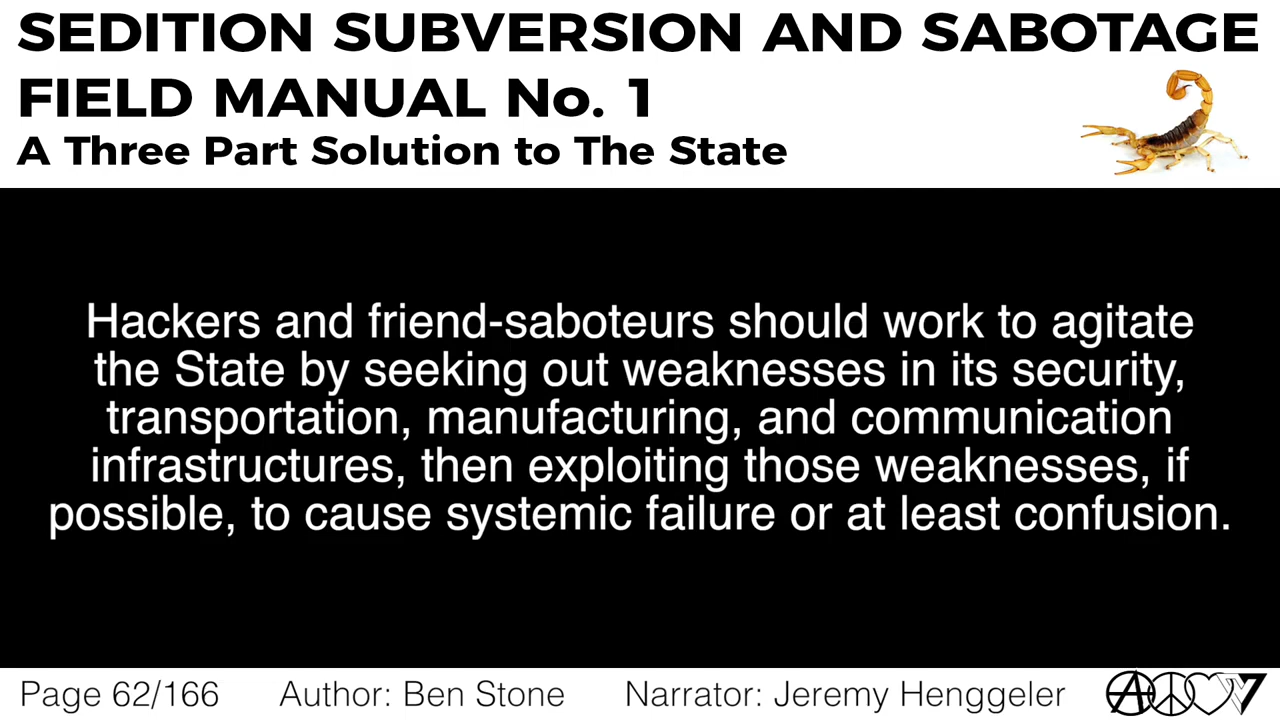 SEDITION SUBVERSION AND SABOTAGE
FIELD MANUAL No. 1
A Three Part Solution to The State
Hackers and friend-saboteurs should work to agitate
the State by seeking out weaknesses in its security,
transportation, manufacturing, and communication
infrastructures, then exploiting those weaknesses, if
possible, to cause systemic failure or at least confusion.
Page 62/166 Author: Ben Stone Narrator: Jeremy Henggeler